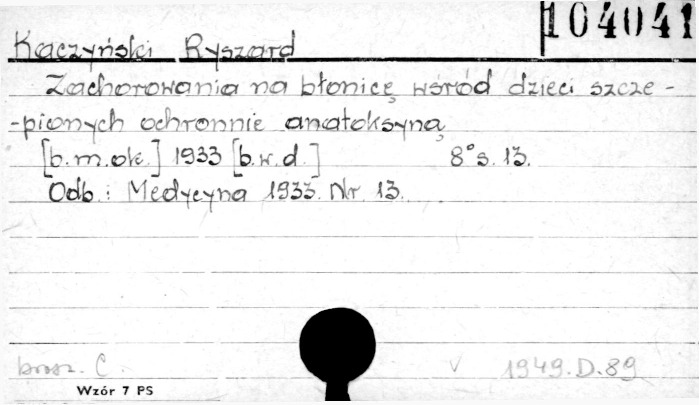 104041
Kaczyński Ryszard
Zachorowania na błonicę wśród dzieci szcze-
-pionych ochronnie anatoksyną
[b.m.ok.] 1933 [b.w.d.] 8° s. 13.
Odb.: Medycyna 1933. Nr. 13.
brosz. C. v 1949.D.89
Wzór 7 PS